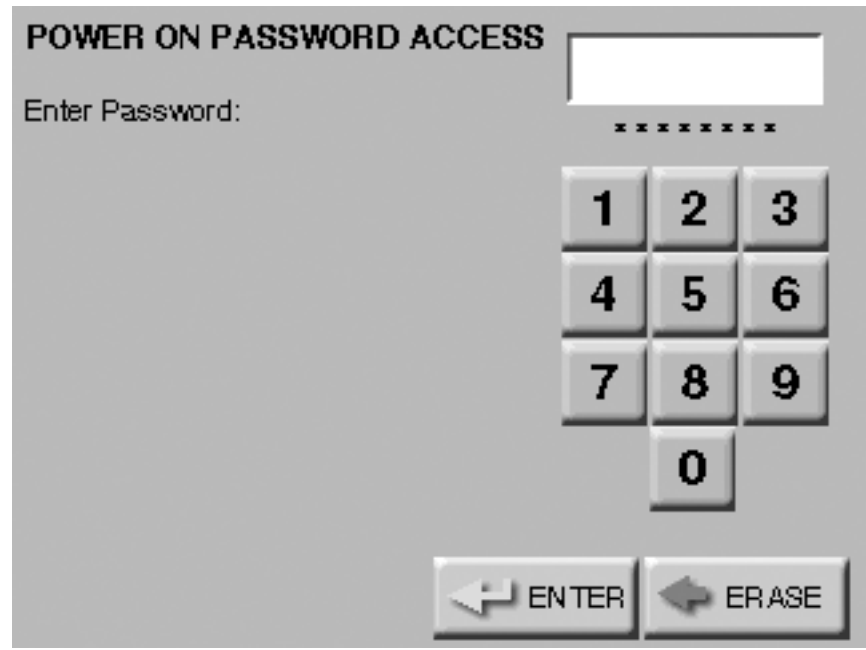 POWER ON PASSWORD ACCESS
Enter Password:
********
1 2 3
4 5 6
7 8 9
0
ENTER ERASE